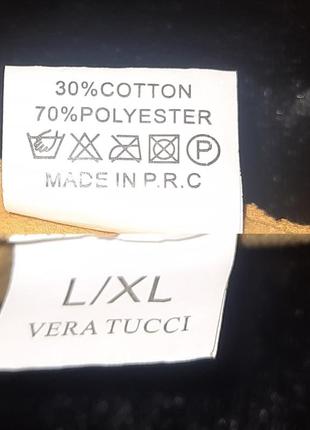 30%COTTON
70%POLYESTER
P
MADE IN P.R.C
L/XL
VERA TUCCI